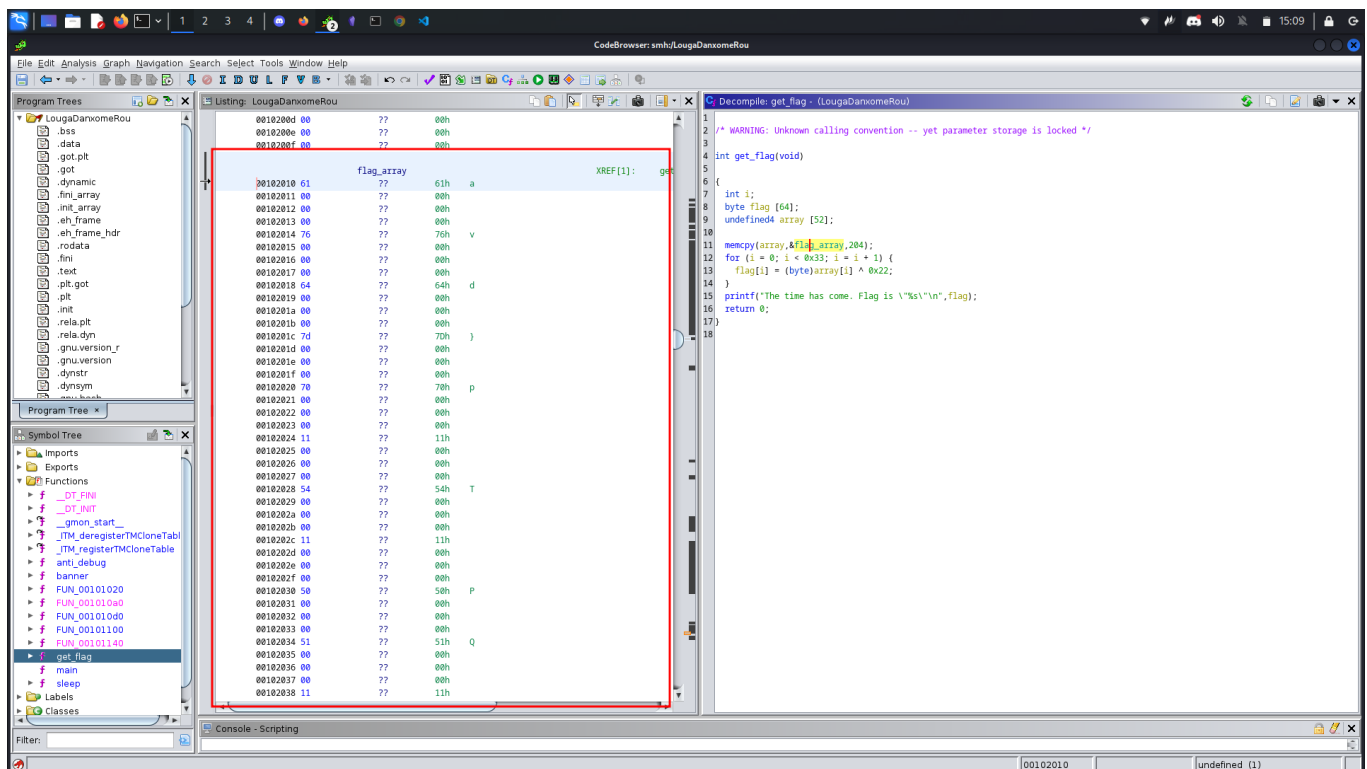 1 2 3 4
2
15:09
CodeBrowser: smh:/LougaDanxomeRou
File Edit Analysis Graph Navigation Search Select Tools Window Help
I D U L F V B
Program Trees
LougaDanxomeRou
.bss
.data
.got.plt
.got
.dynamic
.fini_array
.init_array
.eh_frame
.eh_frame_hdr
.rodata
.fini
.text
.plt.got
.plt
.init
.rela.plt
.rela.dyn
.gnu.version_r
.gnu.version
.dynstr
.dynsym
Program Tree ×
Symbol Tree
Imports
Exports
Functions
__DT_FINI
__DT_INIT
__gmon_start__
_ITM_deregisterTMCloneTabl
_ITM_registerTMCloneTable
anti_debug
banner
FUN_00101020
FUN_001010a0
FUN_001010d0
FUN_00101100
FUN_00101140
get_flag
main
sleep
Labels
Classes
Filter:
Listing: LougaDanxomeRou
0010200d 00 ?? 00h
0010200e 00 ?? 00h
0010200f 00 ?? 00h
flag_array XREF[1]: get
00102010 61 ?? 61h a
00102011 00 ?? 00h
00102012 00 ?? 00h
00102013 00 ?? 00h
00102014 76 ?? 76h v
00102015 00 ?? 00h
00102016 00 ?? 00h
00102017 00 ?? 00h
00102018 64 ?? 64h d
00102019 00 ?? 00h
0010201a 00 ?? 00h
0010201b 00 ?? 00h
0010201c 7d ?? 7Dh }
0010201d 00 ?? 00h
0010201e 00 ?? 00h
0010201f 00 ?? 00h
00102020 70 ?? 70h p
00102021 00 ?? 00h
00102022 00 ?? 00h
00102023 00 ?? 00h
00102024 11 ?? 11h
00102025 00 ?? 00h
00102026 00 ?? 00h
00102027 00 ?? 00h
00102028 54 ?? 54h T
00102029 00 ?? 00h
0010202a 00 ?? 00h
0010202b 00 ?? 00h
0010202c 11 ?? 11h
0010202d 00 ?? 00h
0010202e 00 ?? 00h
0010202f 00 ?? 00h
00102030 50 ?? 50h P
00102031 00 ?? 00h
00102032 00 ?? 00h
00102033 00 ?? 00h
00102034 51 ?? 51h Q
00102035 00 ?? 00h
00102036 00 ?? 00h
00102037 00 ?? 00h
00102038 11 ?? 11h
Decompile: get_flag - (LougaDanxomeRou)
1
2 /* WARNING: Unknown calling convention -- yet parameter storage is locked */
3
4 int get_flag(void)
5
6 {
7 int i;
8 byte flag [64];
9 undefined4 array [52];
10
11 memcpy(array,&flag_array,204);
12 for (i = 0; i < 0x33; i = i + 1) {
13 flag[i] = (byte)array[i] ^ 0x22;
14 }
15 printf("The time has come. Flag is \"%s\"\n",flag);
16 return 0;
17 }
18
Console - Scripting
00102010
undefined (1)